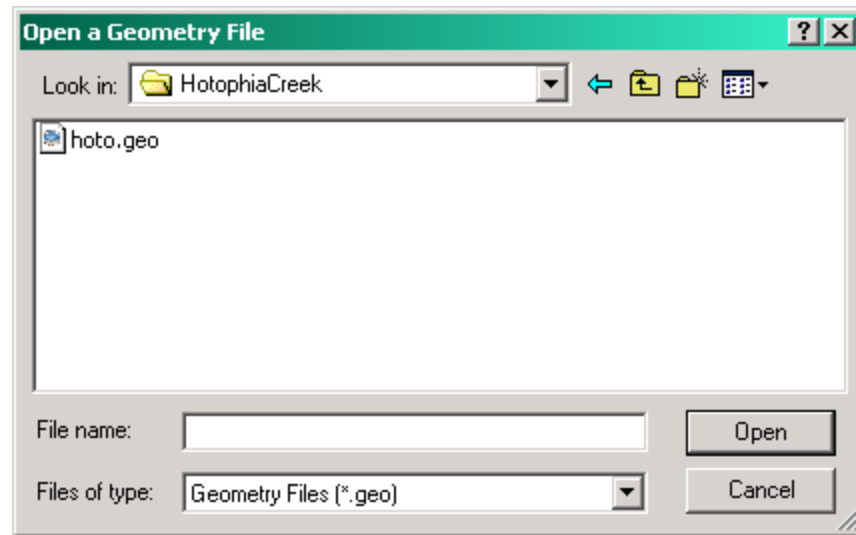 Open a Geometry File
Look in: HotophiaCreek
hoto.geo
File name: Open
Files of type: Geometry Files (*.geo) Cancel